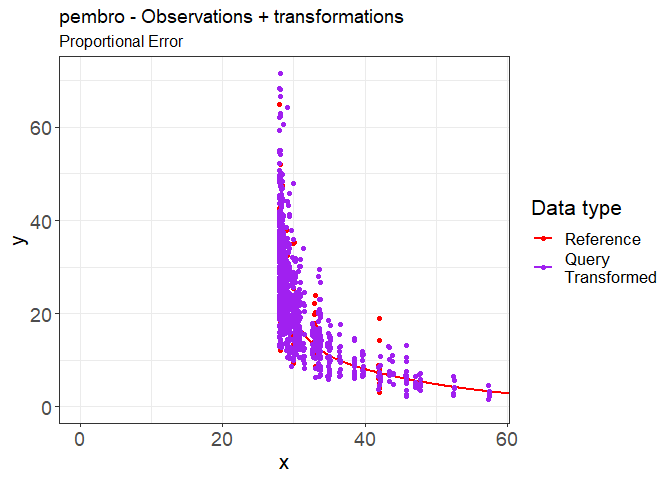 pembro - Observations + transformations
Proportional Error
60
40
20
0
y
0
20
40
60
x
Data type
Reference
Query
Transformed